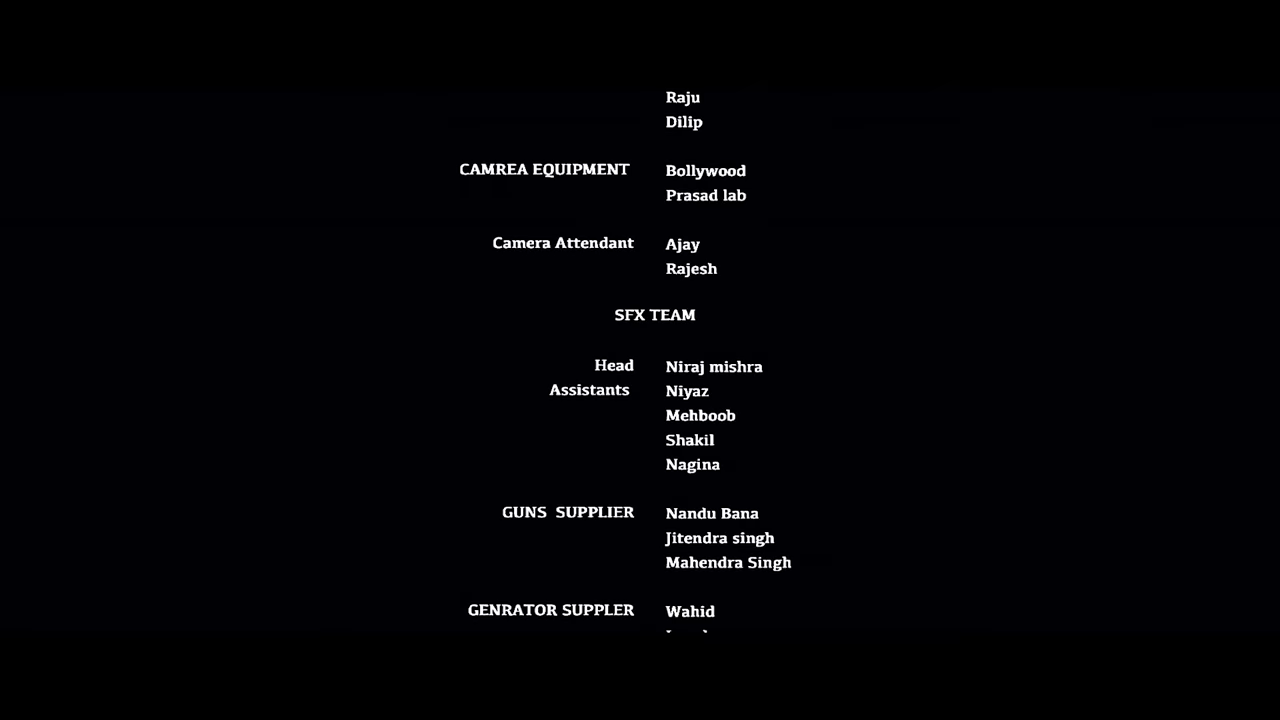 Raju
Dilip
CAMREA EQUIPMENT Bollywood
Prasad lab
Camera Attendant Ajay
Rajesh
SFX TEAM
Head Niraj mishra
Assistants Niyaz
Mehboob
Shakil
Nagina
GUNS SUPPLIER Nandu Bana
Jitendra singh
Mahendra Singh
GENRATOR SUPPLER Wahid